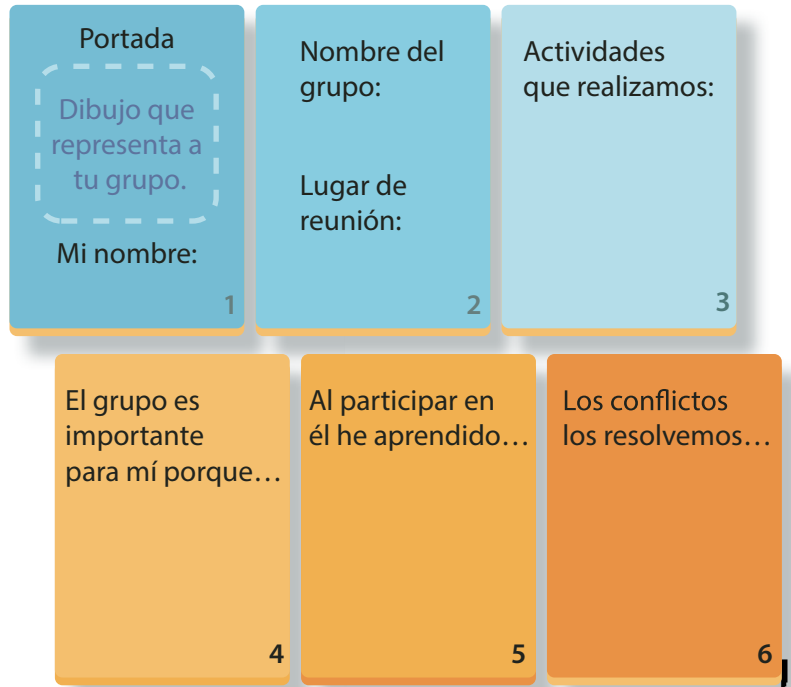 Portada
Dibujo que
representa a
tu grupo.
Mi nombre:
1
Nombre del
grupo:
Lugar de
reunión:
2
Actividades
que realizamos:
3
El grupo es
importante
para mí porque…
4
Al participar en
él he aprendido…
5
Los conflictos
los resolvemos…
6